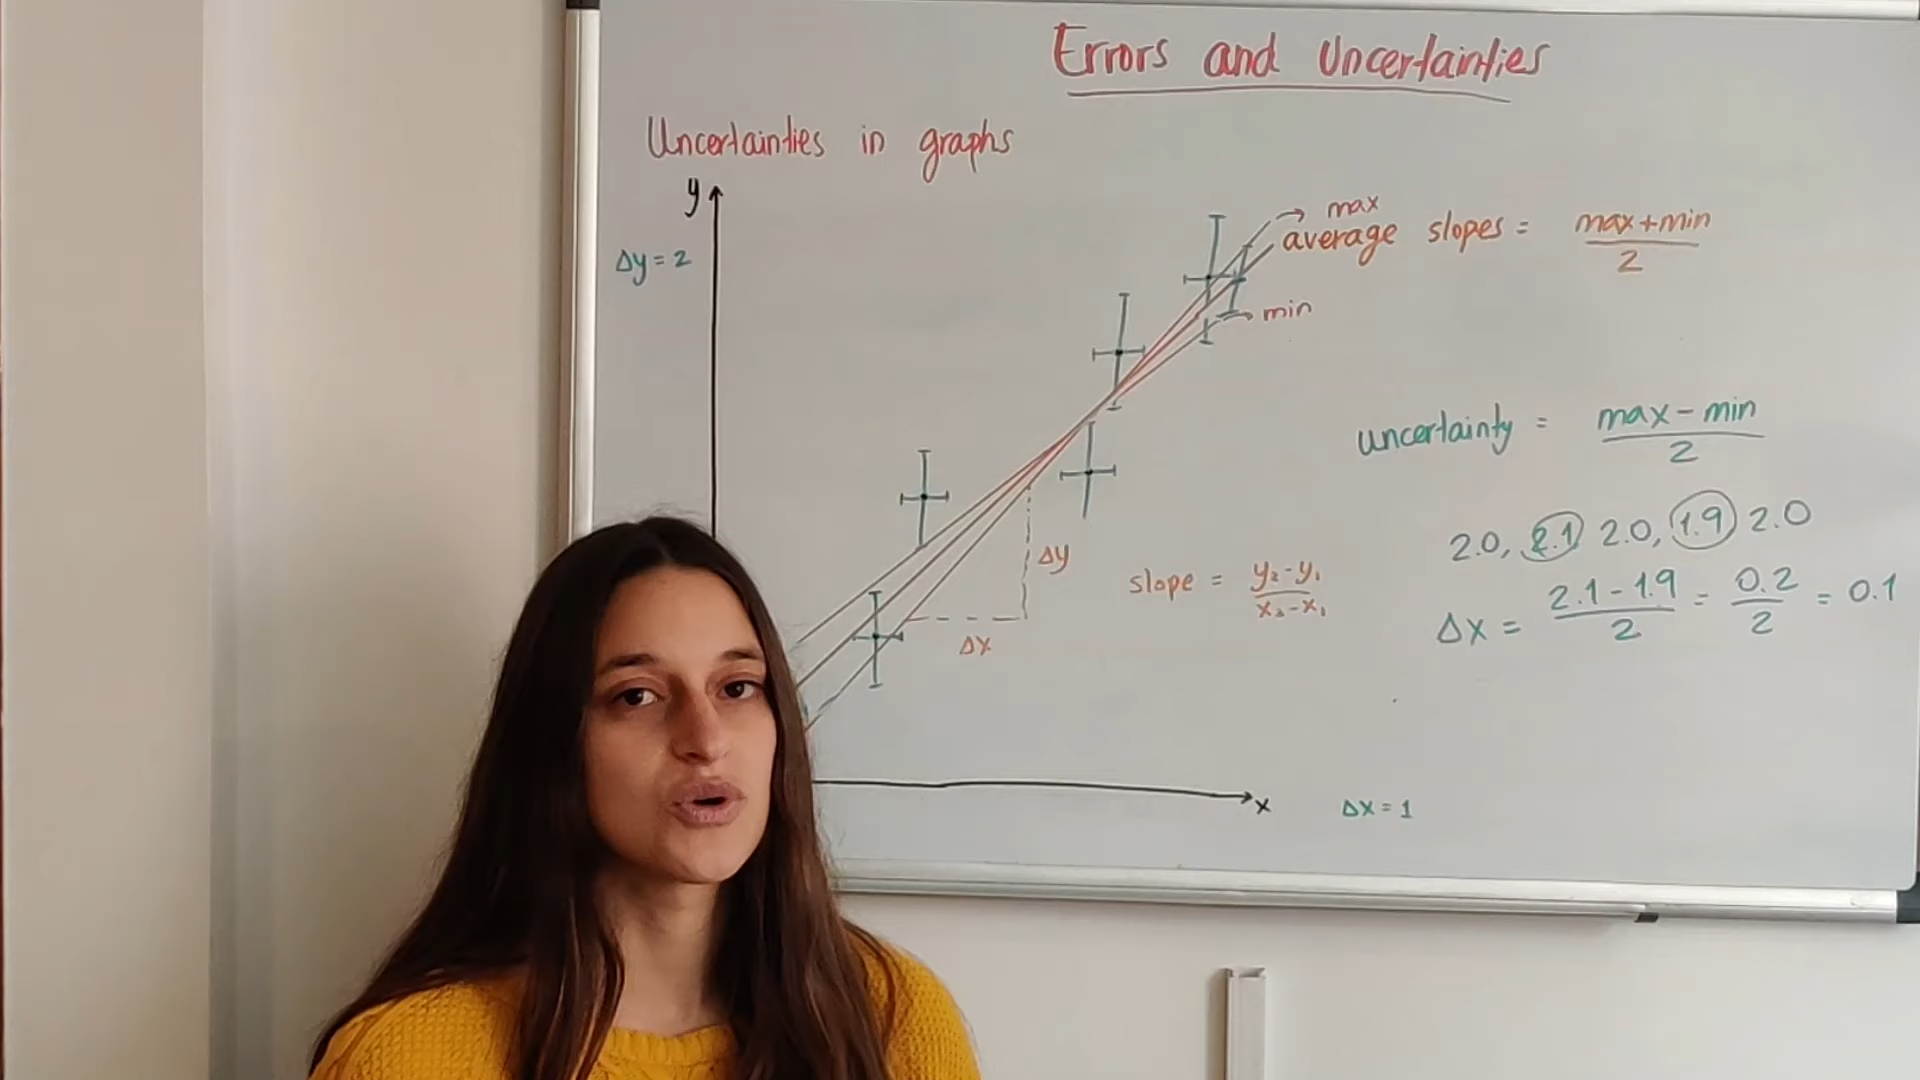 Errors and Uncertainties
Uncertainties in graphs
y
Δy = 2
max
average slopes = max+min / 2
min
uncertainty = max - min / 2
2.0, 2.1 2.0, 1.9 2.0
Δx = 2.1 - 1.9 / 2 = 0.2 / 2 = 0.1
Δy
slope = y₂-y₁ / x₂-x₁
Δx
x
Δx = 1